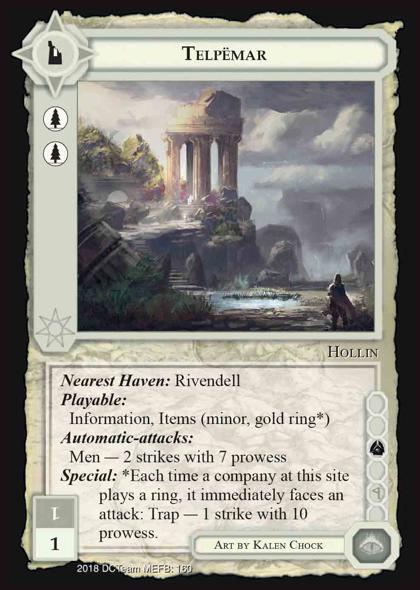 TELPËMAR
HOLLIN
Nearest Haven: Rivendell
Playable:
Information, Items (minor, gold ring*)
Automatic-attacks:
Men — 2 strikes with 7 prowess
Special: *Each time a company at this site
plays a ring, it immediately faces an
attack: Trap — 1 strike with 10
prowess.
1
1
ART BY KALEN CHOCK
2018 DCTeam MEFB: 160